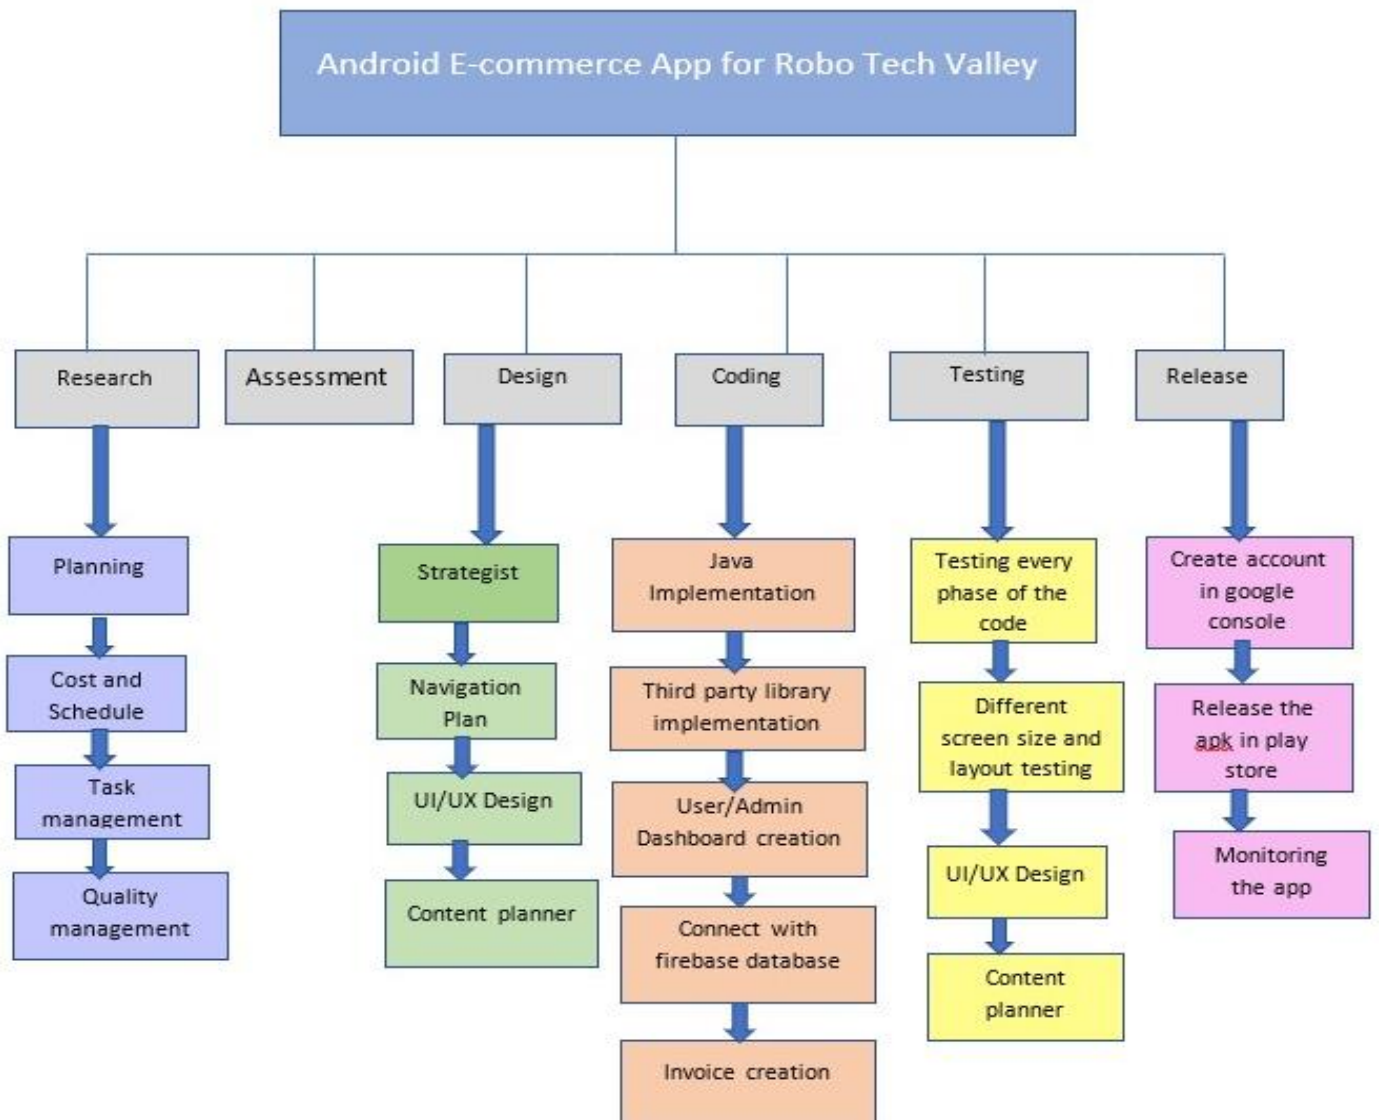 Android E-commerce App for Robo Tech Valley
Research
Assessment
Design
Coding
Testing
Release
Planning
Cost and
Schedule
Task
management
Quality
management
Strategist
Navigation
Plan
UI/UX Design
Content planner
Java
Implementation
Third party library
implementation
User/Admin
Dashboard creation
Connect with
firebase database
Invoice creation
Testing every
phase of the
code
Different
screen size and
layout testing
UI/UX Design
Content
planner
Create account
in google
console
Release the
apk in play
store
Monitoring
the app